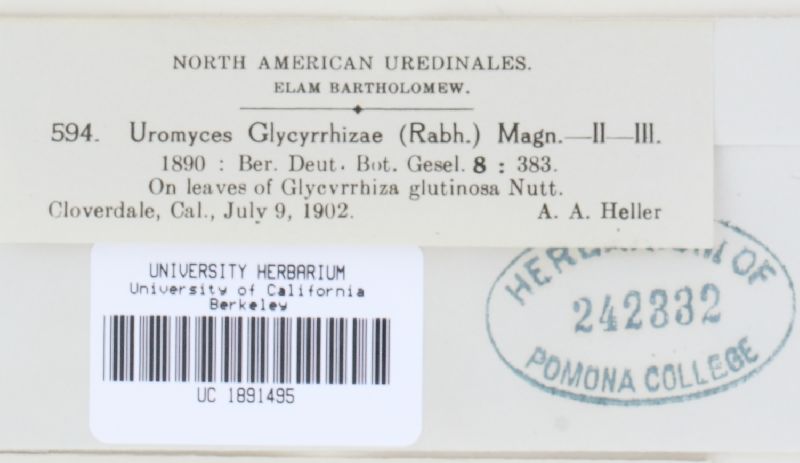 NORTH AMERICAN UREDINALES.
ELAM BARTHOLOMEW.
594. Uromyces Glycyrrhizae (Rabh.) Magn.—II—III.
1890 : Ber. Deut. Bot. Gesel. 8 : 383.
On leaves of Glycyrrhiza glutinosa Nutt.
Cloverdale, Cal., July 9, 1902. A. A. Heller
UNIVERSITY HERBARIUM
University of California
Berkeley
UC 1891495
HERBARIUM OF
242332
POMONA COLLEGE